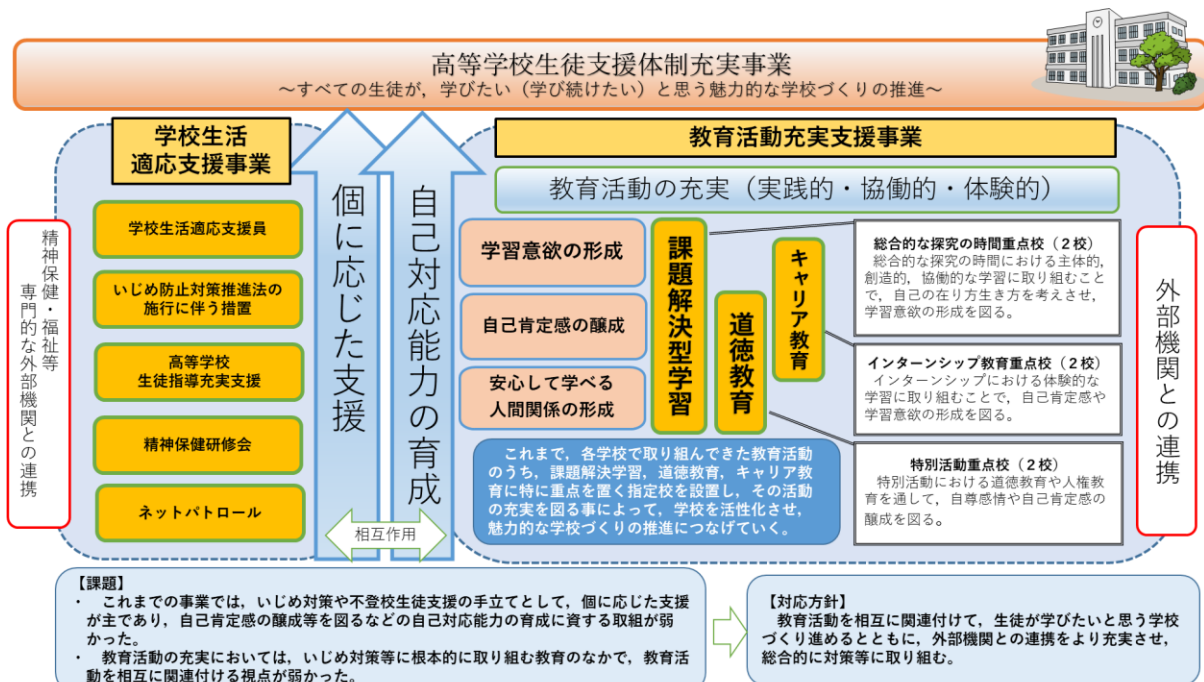 高等学校生徒支援体制充実事業
～すべての生徒が，学びたい（学び続けたい）と思う魅力的な学校づくりの推進～
学校生活
適応支援事業
学校生活適応支援員
いじめ防止対策推進法の
施行に伴う措置
高等学校
生徒指導充実支援
精神保健研修会
ネットパトロール
精神保健・福祉等
専門的な外部機関との連携
個に応じた支援
自己対応能力の育成
相互作用
教育活動充実支援事業
教育活動の充実（実践的・協働的・体験的）
学習意欲の形成
自己肯定感の醸成
安心して学べる
人間関係の形成
課題解決型学習
道徳教育
キャリア教育
これまで，各学校で取り組んできた教育活動
のうち，課題解決学習，道徳教育，キャリア教
育に特に重点を置く指定校を設置し，その活動
の充実を図る事によって，学校を活性化させ，
魅力的な学校づくりの推進につなげていく。
総合的な探究の時間重点校（２校）
総合的な探究の時間における主体的，
創造的，協働的な学習に取り組むこと
で，自己の在り方生き方を考えさせ，
学習意欲の形成を図る。
インターンシップ教育重点校（２校）
インターンシップにおける体験的な
学習に取り組むことで，自己肯定感や
学習意欲の形成を図る。
特別活動重点校（２校）
特別活動における道徳教育や人権教
育を通して，自尊感情や自己肯定感の
醸成を図る。
外部機関との連携
【課題】
・　これまでの事業では，いじめ対策や不登校生徒支援の手立てとして，個に応じた支援
が主であり，自己肯定感の醸成等を図るなどの自己対応能力の育成に資する取組が弱
かった。
・　教育活動の充実においては，いじめ対策等に根本的に取り組む教育のなかで，教育活
動を相互に関連付ける視点が弱かった。
【対応方針】
教育活動を相互に関連付けて，生徒が学びたいと思う学校
づくり進めるとともに，外部機関との連携をより充実させ，
総合的に対策等に取り組む。